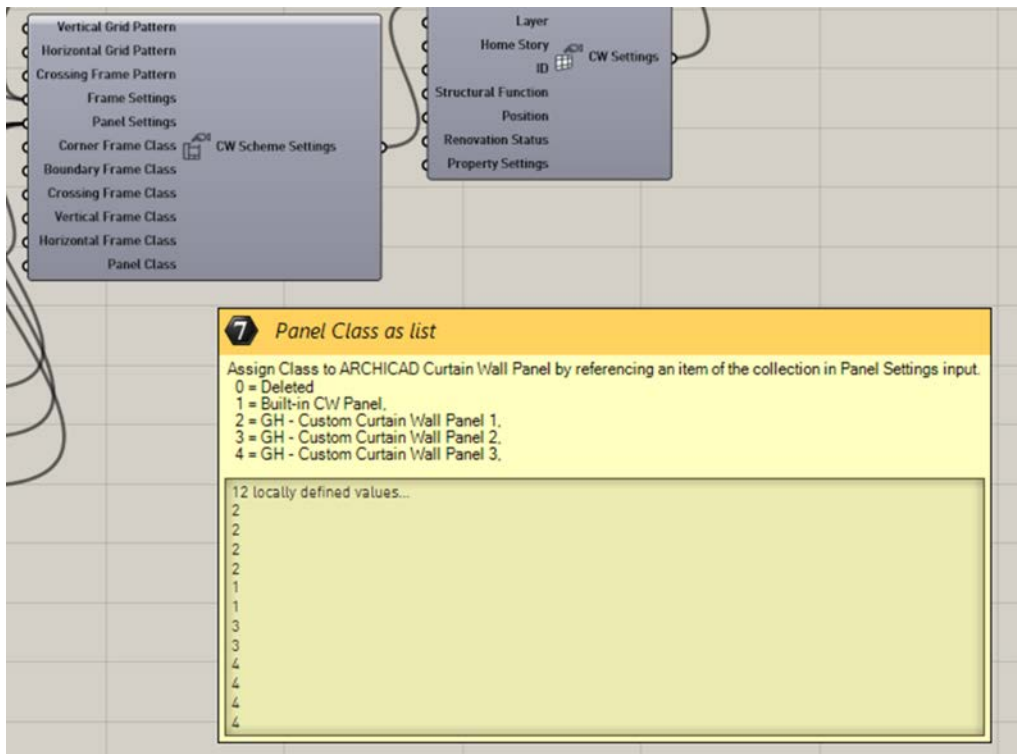 Vertical Grid Pattern
Horizontal Grid Pattern
Crossing Frame Pattern
Frame Settings
Panel Settings
Corner Frame Class
Boundary Frame Class
Crossing Frame Class
Vertical Frame Class
Horizontal Frame Class
Panel Class
CW Scheme Settings
Layer
Home Story
ID
Structural Function
Position
Renovation Status
Property Settings
CW Settings
7 Panel Class as list
Assign Class to ARCHICAD Curtain Wall Panel by referencing an item of the collection in Panel Settings input.
0 = Deleted
1 = Built-in CW Panel,
2 = GH - Custom Curtain Wall Panel 1,
3 = GH - Custom Curtain Wall Panel 2,
4 = GH - Custom Curtain Wall Panel 3,
12 locally defined values...
2
2
2
2
1
1
3
3
4
4
4
4